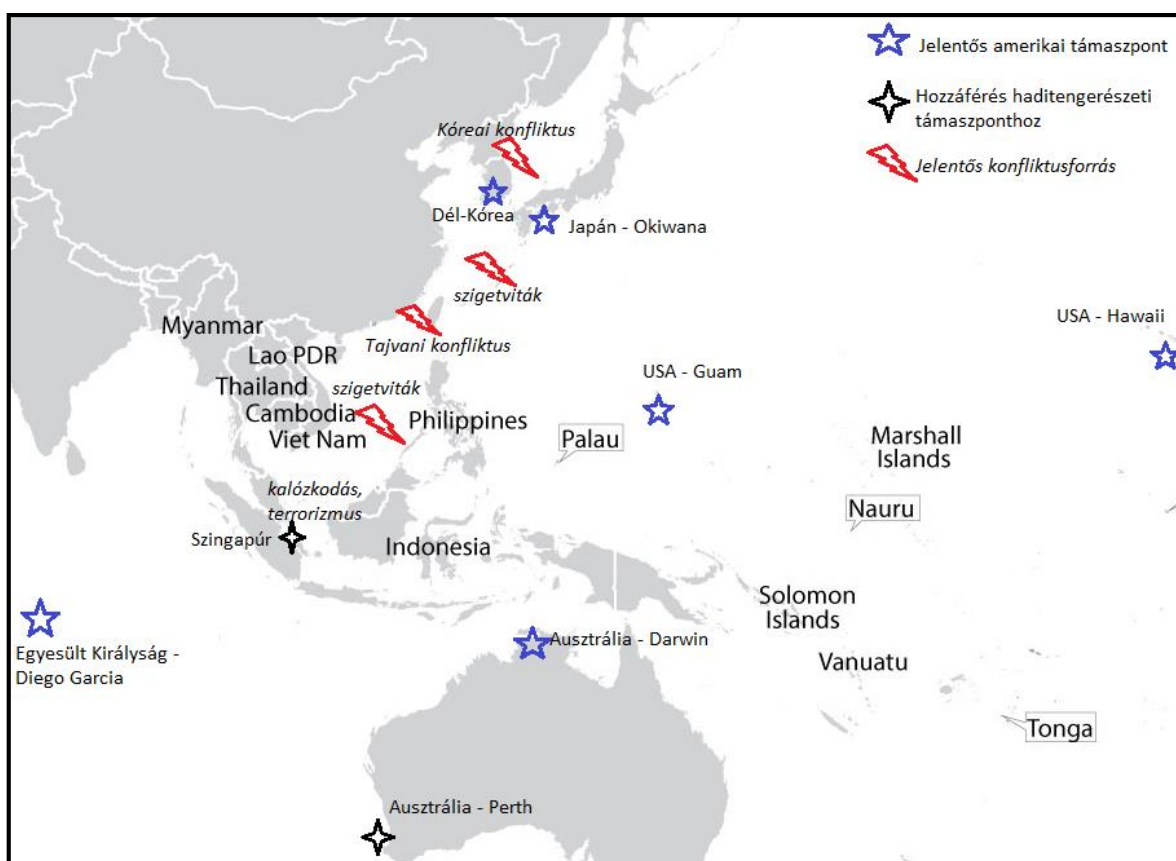 Jelentős amerikai támaszpont
Hozzáférés haditengerészeti
támaszponthoz
Jelentős konfliktusforrás
Kóreai konfliktus
Dél-Kórea
Japán - Okiwana
szigetviták
Myanmar
Tajvani konfliktus
USA - Hawaii
Lao PDR
Thailand
szigetviták
USA - Guam
Cambodia
Philippines
Viet Nam
Palau
Marshall
Islands
kalózkodás,
terrorizmus
Nauru
Szingapúr
Indonesia
Solomon
Islands
Egyesült Királyság -
Diego Garcia
Ausztrália - Darwin
Vanuatu
Tonga
Ausztrália - Perth